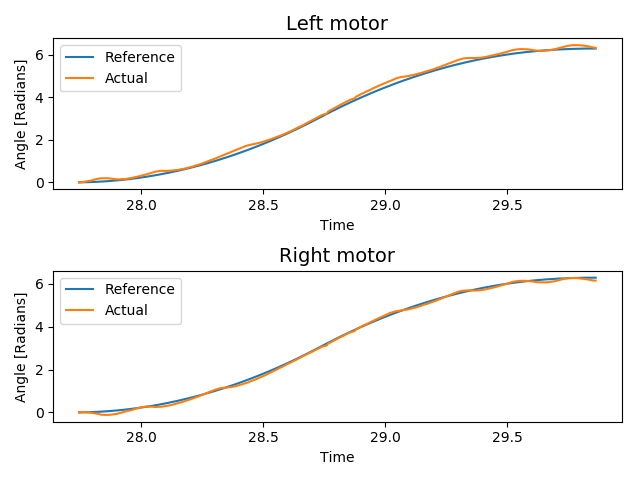 Left motor
Angle [Radians]
6
4
2
0
Reference
Actual
28.0 28.5 29.0 29.5
Time
Right motor
Angle [Radians]
6
4
2
0
Reference
Actual
28.0 28.5 29.0 29.5
Time